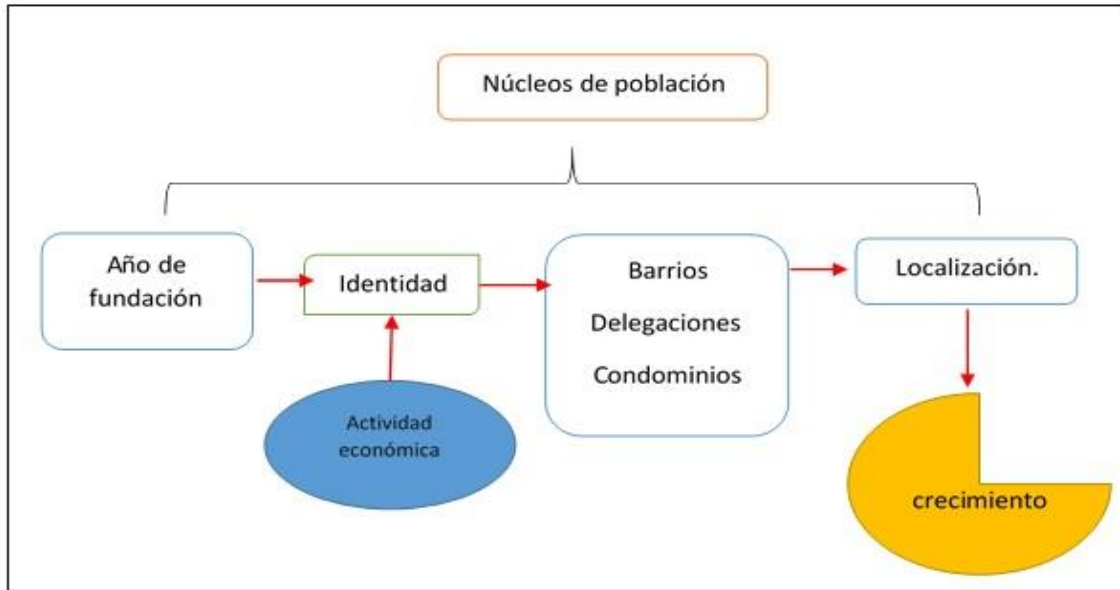 Núcleos de población
Año de
fundación
Identidad
Barrios
Delegaciones
Condominios
Localización.
Actividad
económica
crecimiento